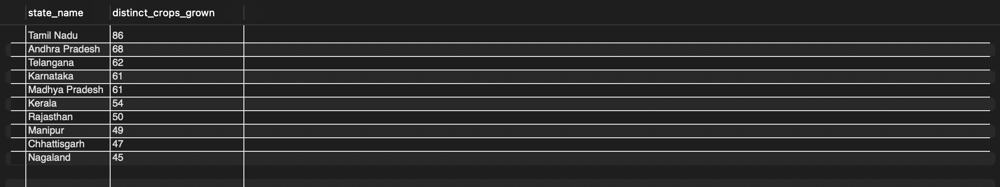 state_name distinct_crops_grown
Tamil Nadu 86
Andhra Pradesh 68
Telangana 62
Karnataka 61
Madhya Pradesh 61
Kerala 54
Rajasthan 50
Manipur 49
Chhattisgarh 47
Nagaland 45